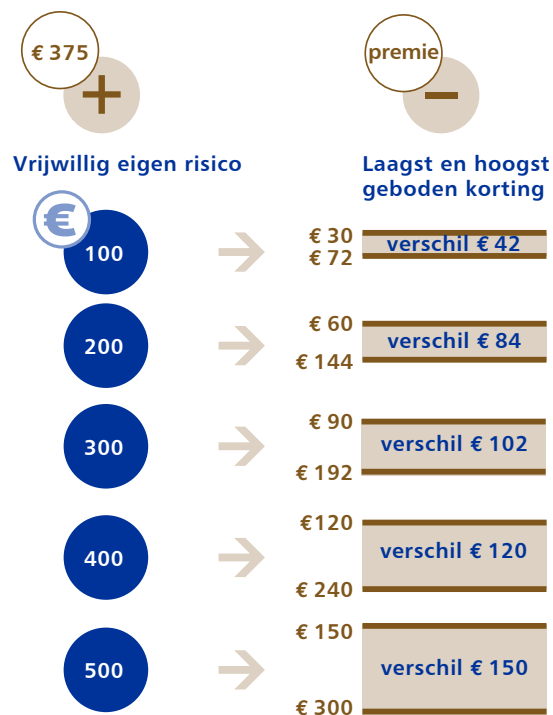 € 375
+
premie
−
Vrijwillig eigen risico
Laagst en hoogst
geboden korting
€
100
€ 30
€ 72
verschil € 42
200
€ 60
€ 144
verschil € 84
300
€ 90
€ 192
verschil € 102
400
€120
€ 240
verschil € 120
500
€ 150
€ 300
verschil € 150